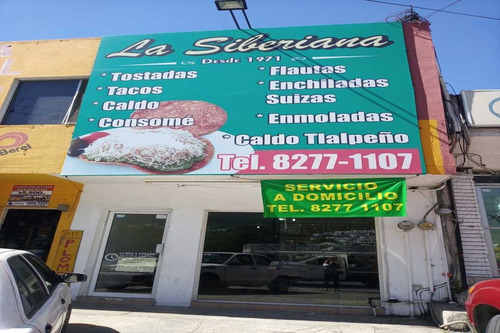 La Siberiana
Desde 1971
* Tostadas
* Tacos
* Caldo
* Consomé
* Flautas
* Enchiladas
Suizas
* Enmoladas
* Caldo Tlalpeño
Tel. 8277-1107
SERVICIO
A DOMICILIO
TEL. 8277 1107
Berel